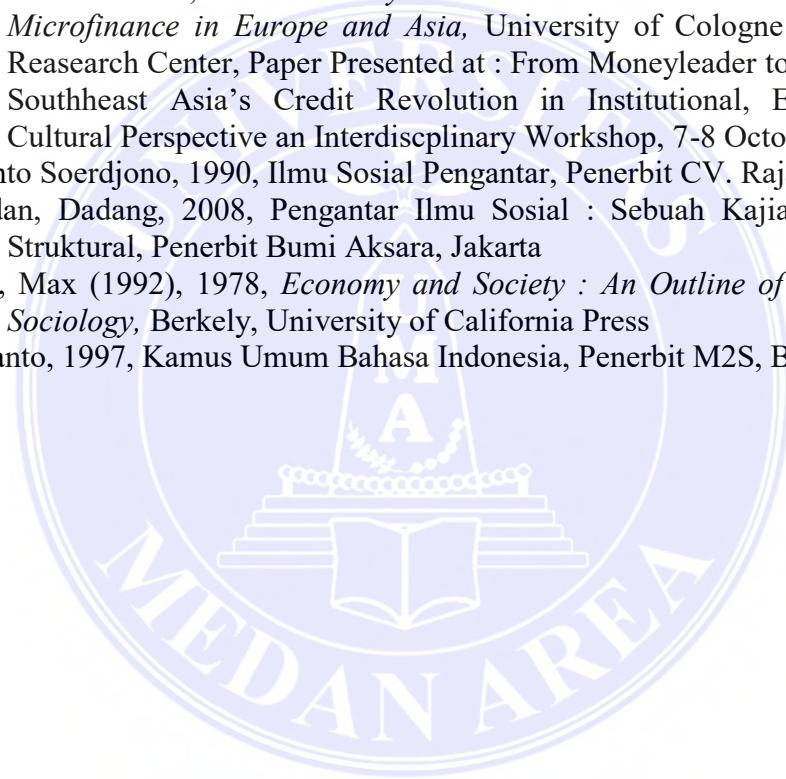 Microfinance in Europe and Asia, University of Cologne
Reasearch Center, Paper Presented at : From Moneyleader to
Southheast Asia's Credit Revolution in Institutional, E
Cultural Perspective an Interdiscplinary Workshop, 7-8 Octo
nto Soerdjono, 1990, Ilmu Sosial Pengantar, Penerbit CV. Raj
dan, Dadang, 2008, Pengantar Ilmu Sosial : Sebuah Kajia
Struktural, Penerbit Bumi Aksara, Jakarta
, Max (1992), 1978, Economy and Society : An Outline of
Sociology, Berkely, University of California Press
anto, 1997, Kamus Umum Bahasa Indonesia, Penerbit M2S, B
UNIVERSITAS
U
M
A
MEDAN AREA